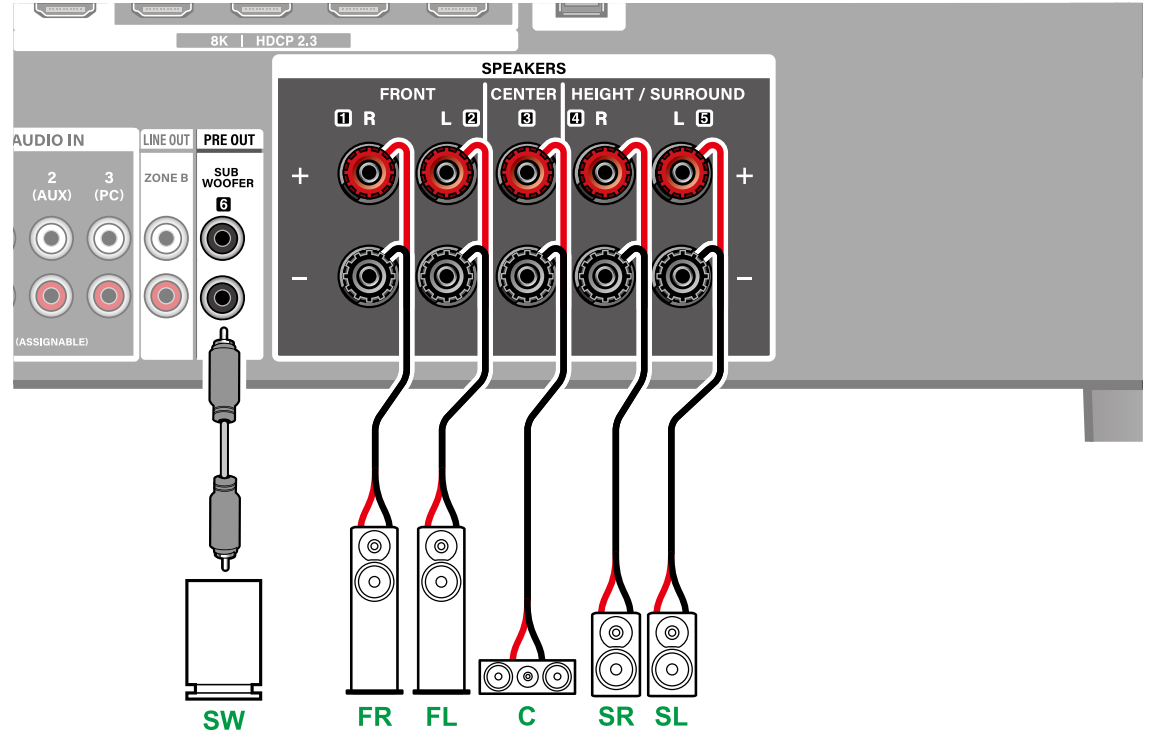 8K | HDCP 2.3
SPEAKERS
FRONT CENTER HEIGHT / SURROUND
1 R L 2 3 4 R L 5
AUDIO IN LINE OUT PRE OUT
2 3 ZONE B SUB
(AUX) (PC) WOOFER
6
+ +
− −
(ASSIGNABLE)
SW FR FL C SR SL